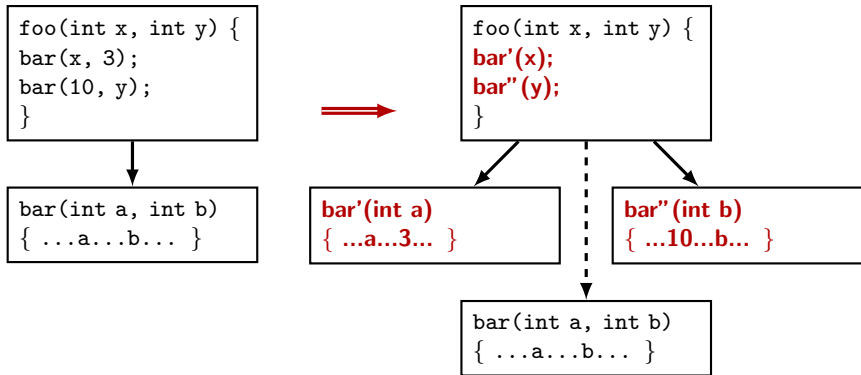 foo(int x, int y) {
bar(x, 3);
bar(10, y);
}
bar(int a, int b)
{ ...a...b... }
foo(int x, int y) {
bar'(x);
bar''(y);
}
bar'(int a)
{ ...a...3... }
bar''(int b)
{ ...10...b... }
bar(int a, int b)
{ ...a...b... }